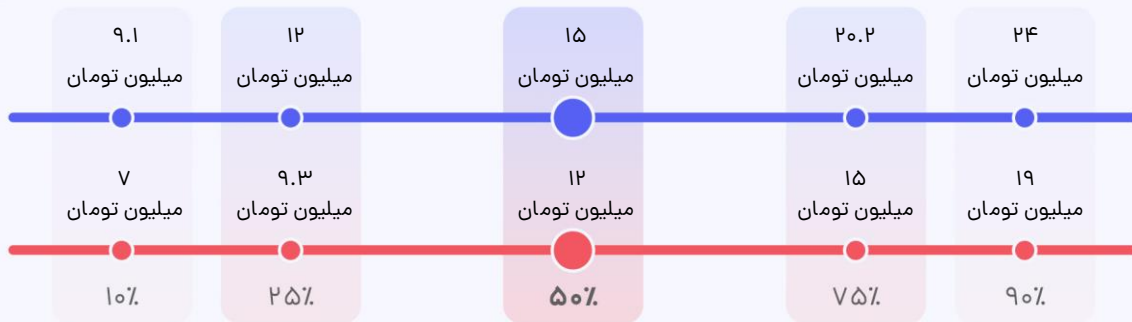 ۹.۱ ۱۲ ۱۵ ۲۰.۲ ۲۴
میلیون تومان میلیون تومان میلیون تومان میلیون تومان میلیون تومان
۷ ۹.۳ ۱۲ ۱۵ ۱۹
میلیون تومان میلیون تومان میلیون تومان میلیون تومان میلیون تومان
۱۰٪ ۲۵٪ ۵۰٪ ۷۵٪ ۹۰٪